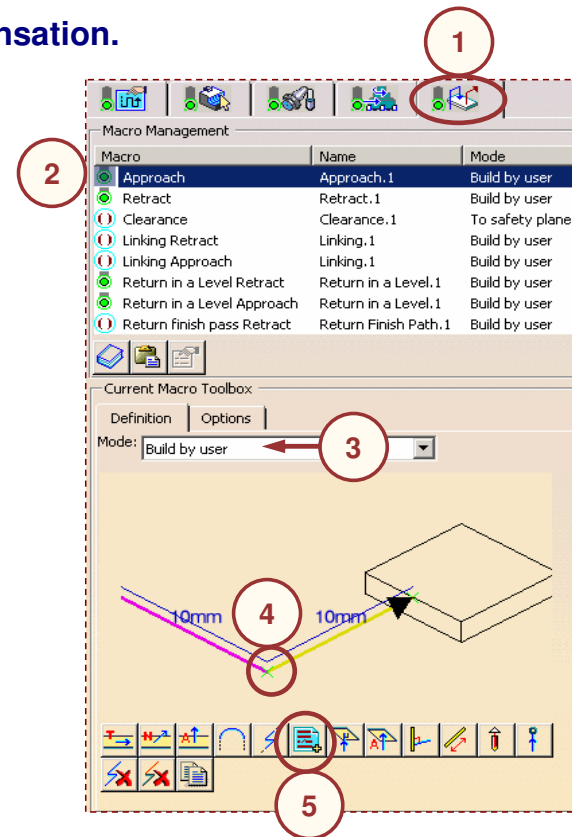 nsation.
1
Macro Management
2
Macro Name Mode
Approach Approach.1 Build by user
Retract Retract.1 Build by user
Clearance Clearance.1 To safety plane
Linking Retract Linking.1 Build by user
Linking Approach Linking.1 Build by user
Return in a Level Retract Return in a Level.1 Build by user
Return in a Level Approach Return in a Level.1 Build by user
Return finish pass Retract Return Finish Path.1 Build by user
Current Macro Toolbox
Definition Options
Mode: Build by user
3
10mm 4 10mm
5